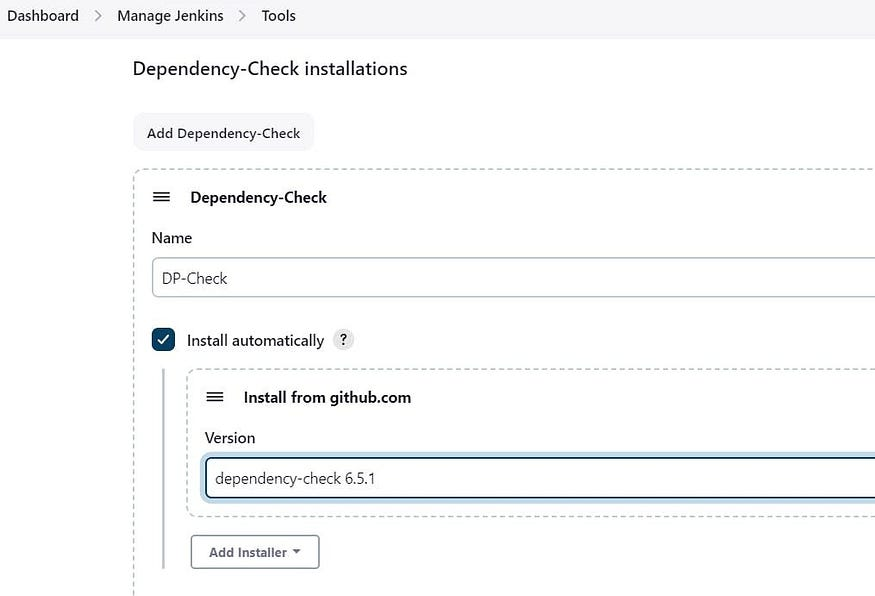 Dashboard > Manage Jenkins > Tools
Dependency-Check installations
Add Dependency-Check
Dependency-Check
Name
DP-Check
Install automatically ?
Install from github.com
Version
dependency-check 6.5.1
Add Installer